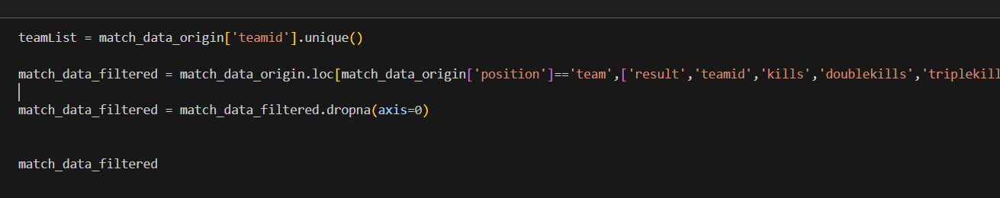 teamList = match_data_origin['teamid'].unique()
match_data_filtered = match_data_origin.loc[match_data_origin['position']=='team',['result','teamid','kills','doublekills','triplekill
match_data_filtered = match_data_filtered.dropna(axis=0)
match_data_filtered